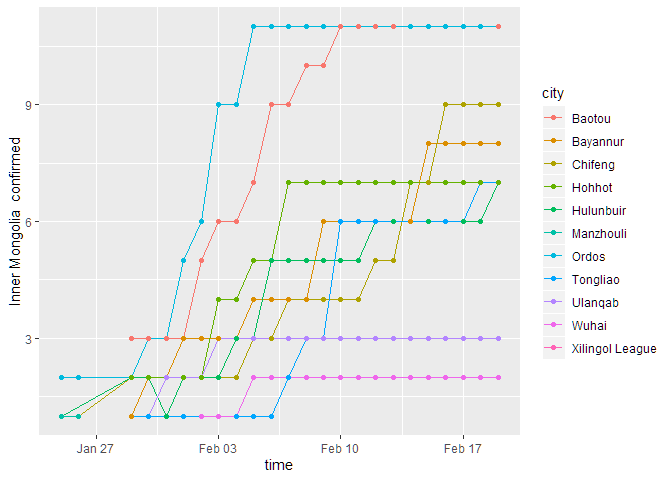 Inner Mongolia confirmed
9
6
3
Jan 27
Feb 03
Feb 10
Feb 17
time
city
Baotou
Bayannur
Chifeng
Hohhot
Hulunbuir
Manzhouli
Ordos
Tongliao
Ulanqab
Wuhai
Xilingol League